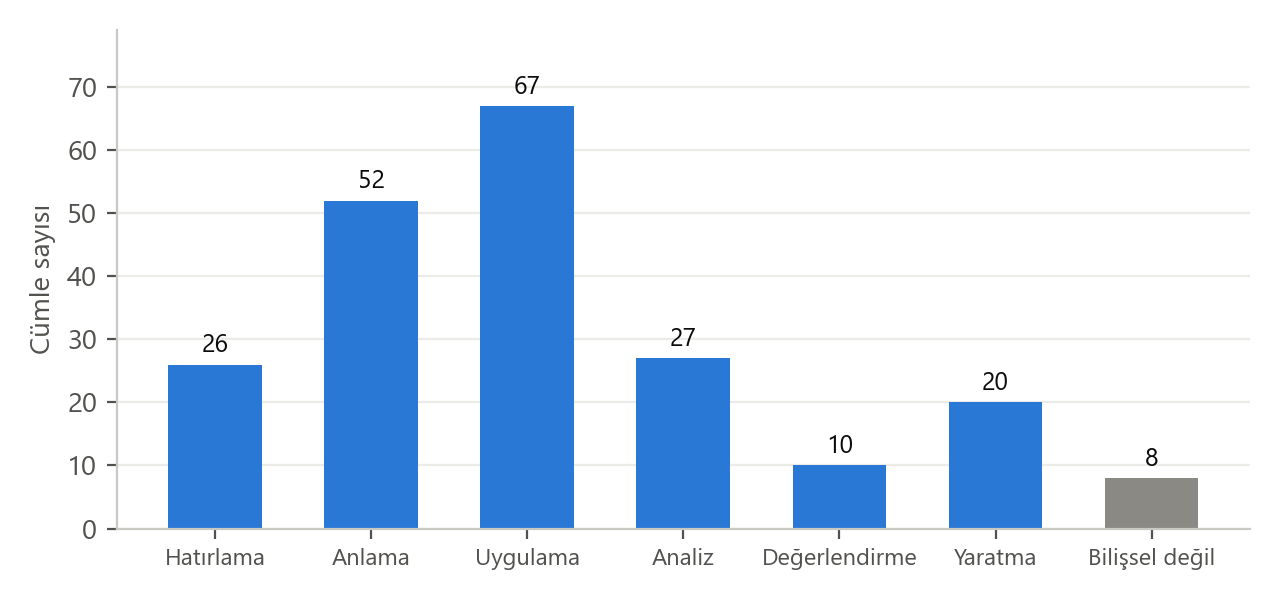 Cümle sayısı
70
60
50
40
30
20
10
0
26
52
67
27
10
20
8
Hatırlama
Anlama
Uygulama
Analiz
Değerlendirme
Yaratma
Bilişsel değil